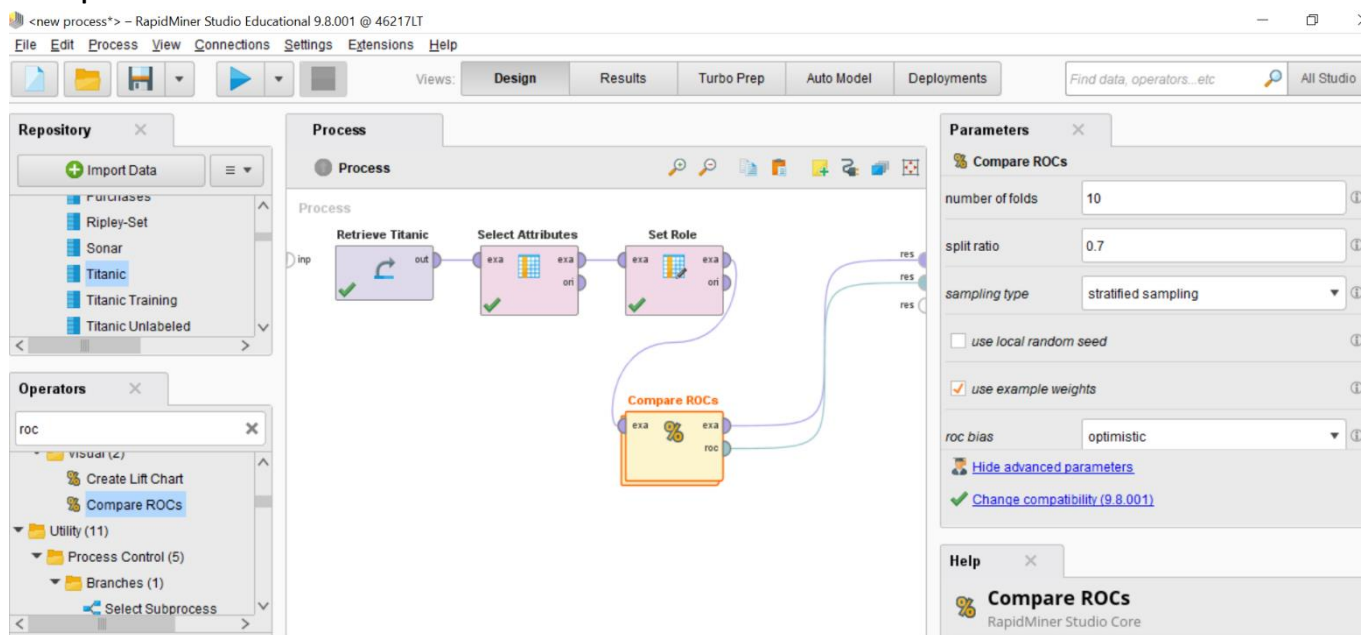 <new process*> – RapidMiner Studio Educational 9.8.001 @ 46217LT
File Edit Process View Connections Settings Extensions Help
Views: Design Results Turbo Prep Auto Model Deployments Find data, operators...etc All Studio
Repository
Import Data
Purchases
Ripley-Set
Sonar
Titanic
Titanic Training
Titanic Unlabeled
Operators
roc
Visual (2)
Create Lift Chart
Compare ROCs
Utility (11)
Process Control (5)
Branches (1)
Select Subprocess
Process
Process
Process
Retrieve Titanic Select Attributes Set Role
inp out exa exa exa exa res
ori ori res
res
Compare ROCs
exa % exa
roc
Parameters
Compare ROCs
number of folds 10
split ratio 0.7
sampling type stratified sampling
use local random seed
use example weights
roc bias optimistic
Hide advanced parameters
Change compatibility (9.8.001)
Help
Compare ROCs
RapidMiner Studio Core